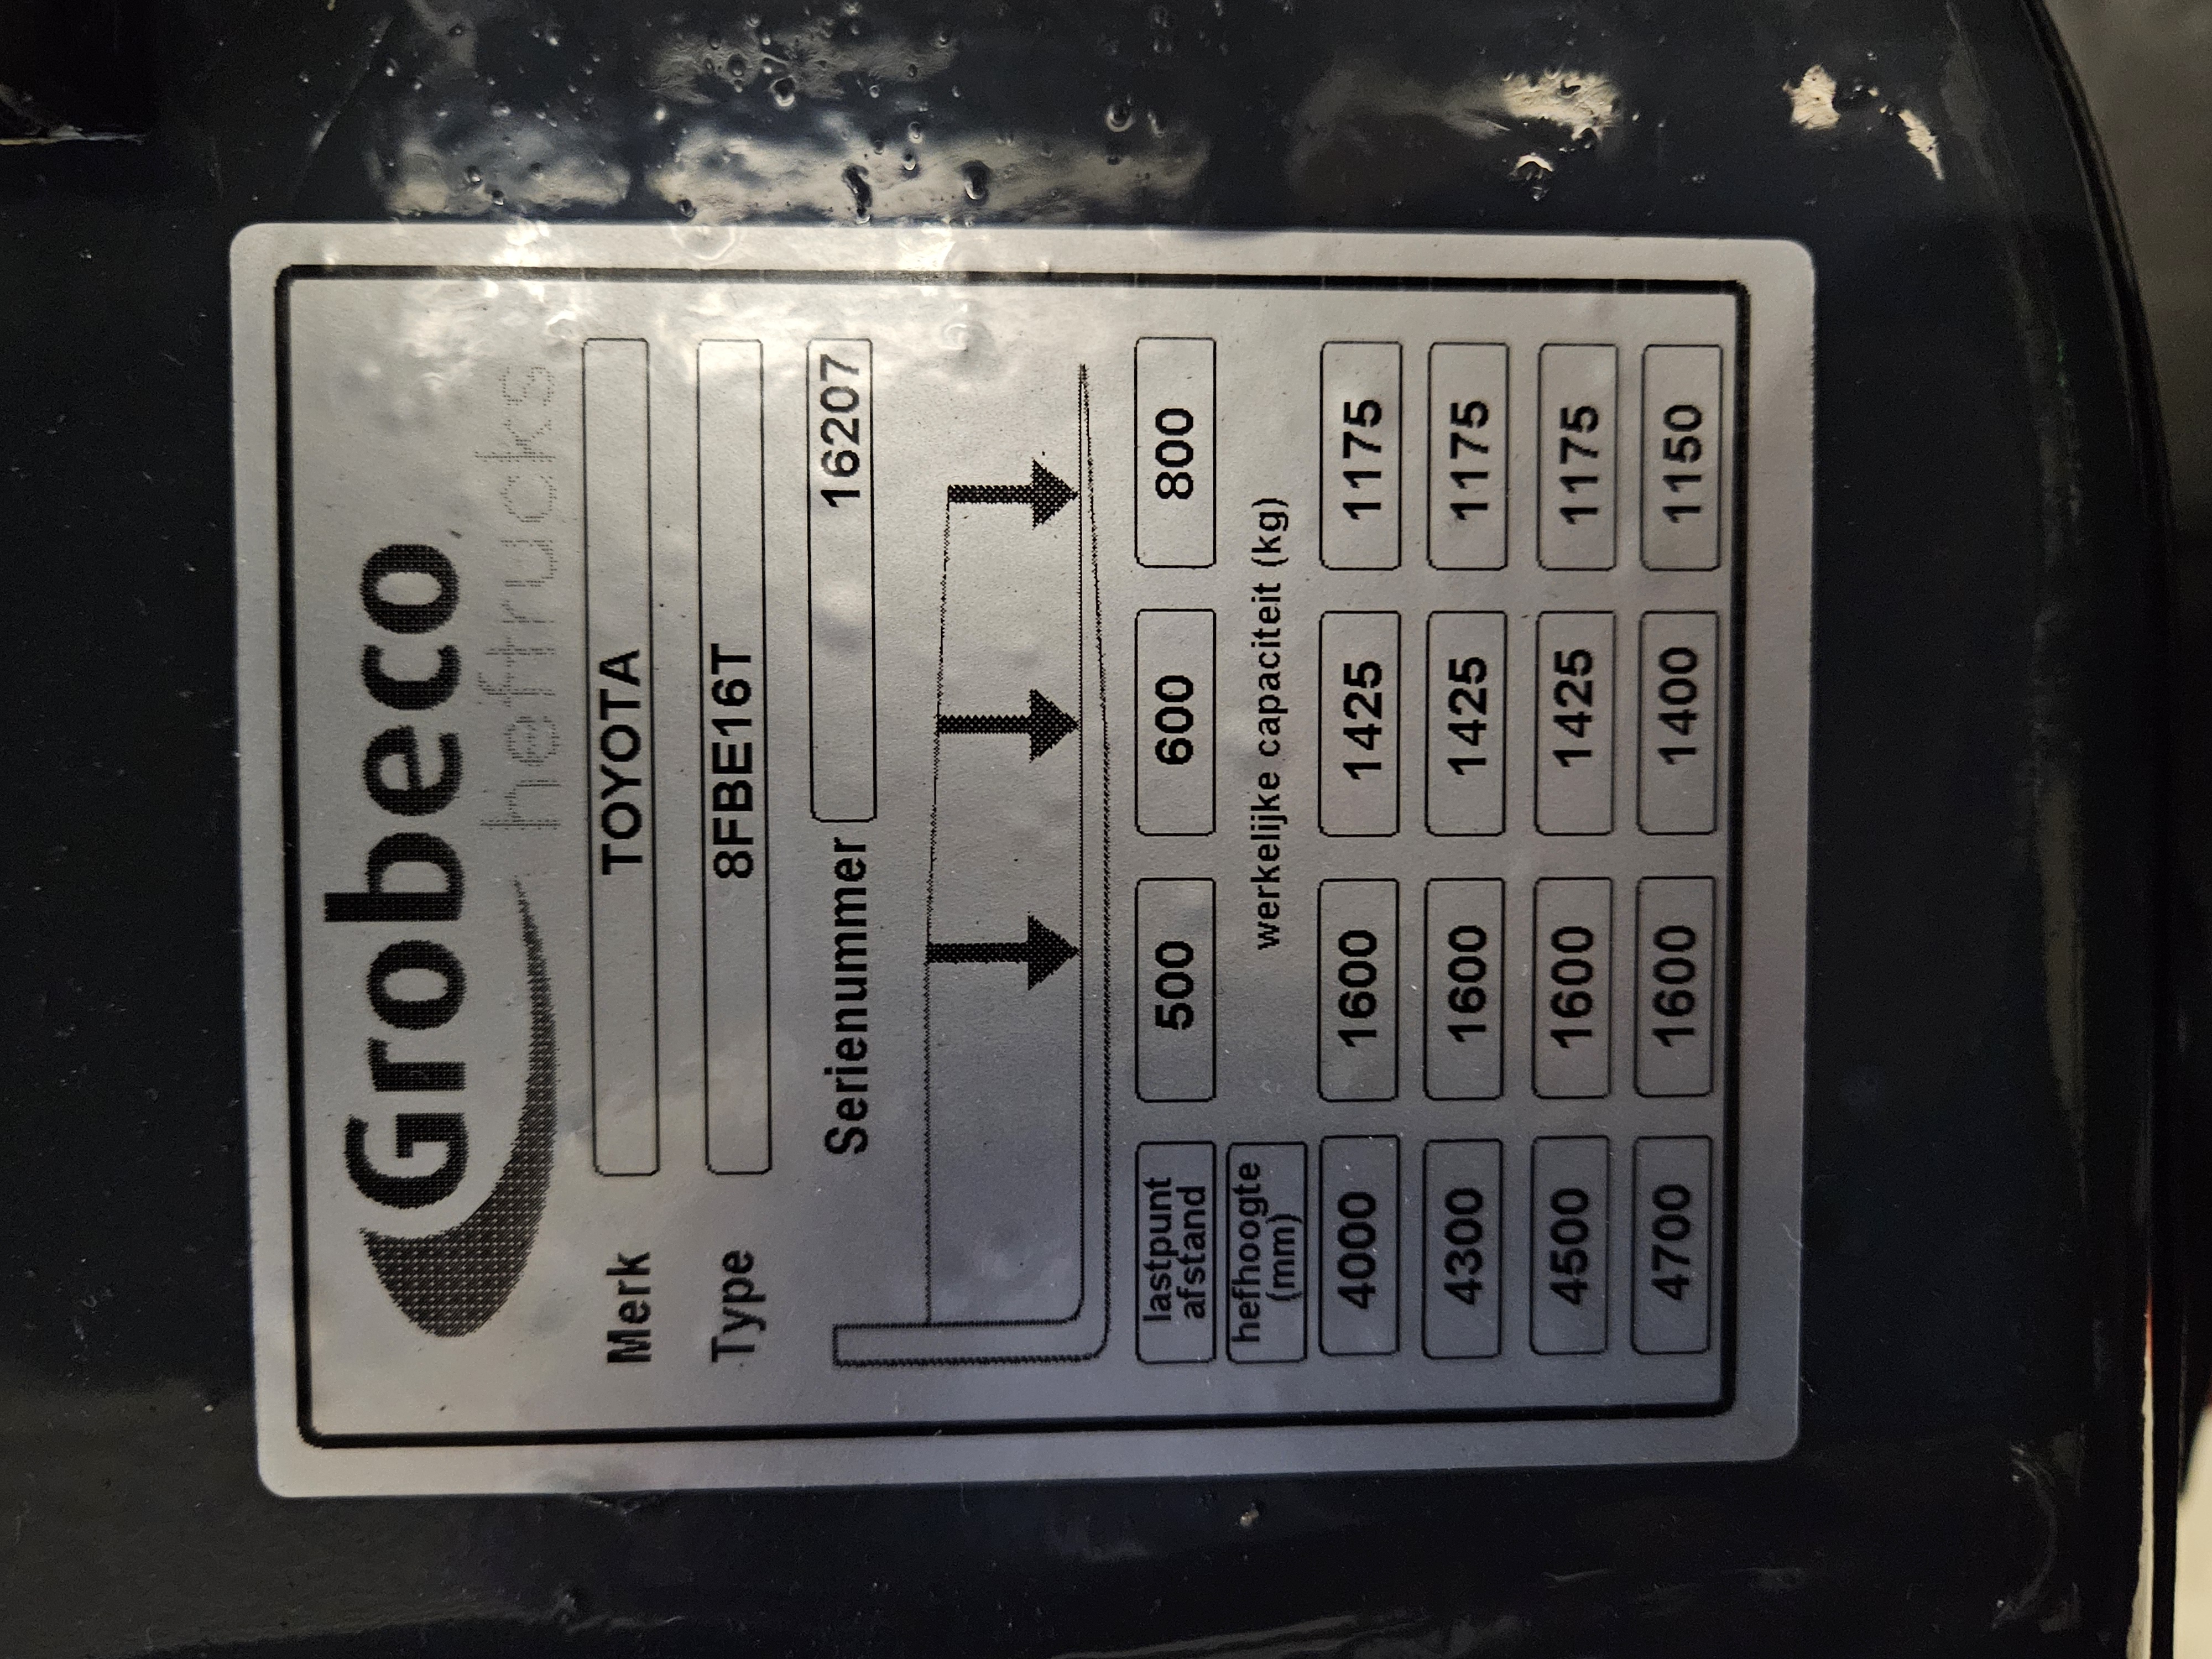 Grobeco
heftrucks
Merk TOYOTA
Type 8FBE16T
Serienummer 16207
lastpunt afstand 500 600 800
hefhoogte (mm) werkelijke capaciteit (kg)
4000 1600 1425 1175
4300 1600 1425 1175
4500 1600 1425 1175
4700 1600 1400 1150